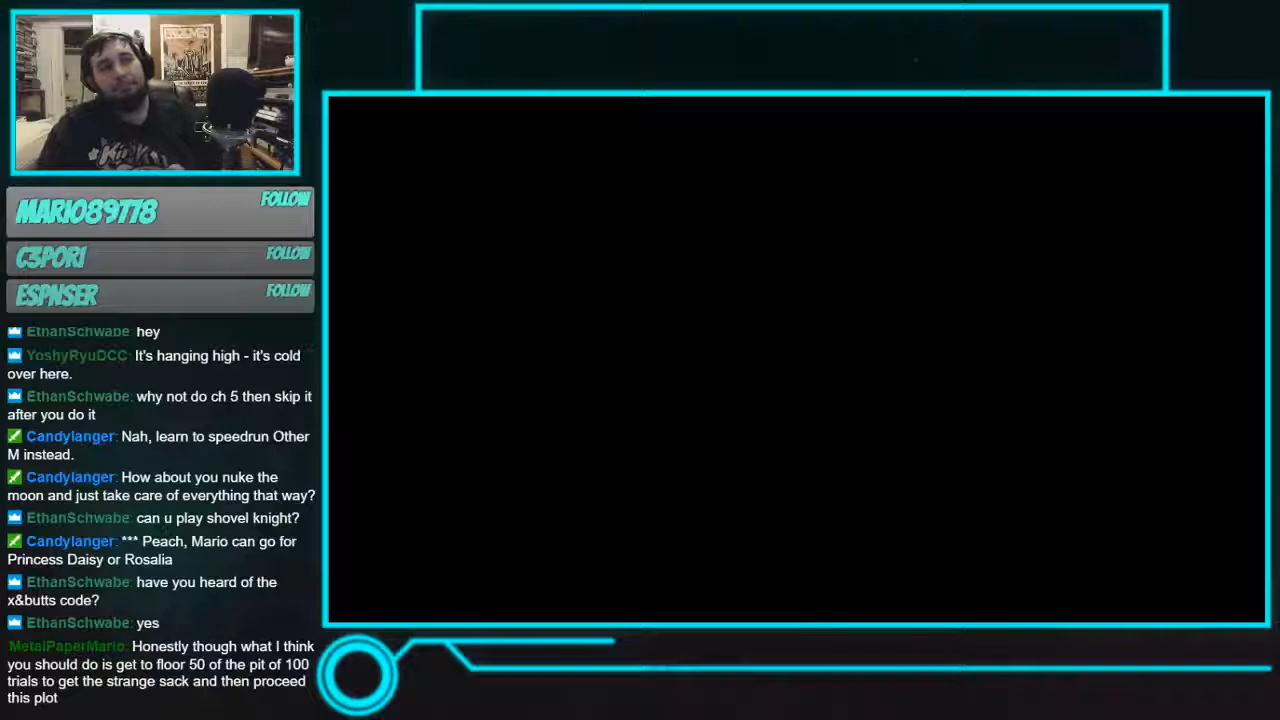 MARIO89778
FOLLOW
C3PORI
FOLLOW
ESPNSER
FOLLOW
EthanSchwabe: hey
YoshyRyuDCC: It's hanging high - it's cold
over here.
EthanSchwabe: why not do ch 5 then skip it
after you do it
Candylanger: Nah, learn to speedrun Other
M instead.
Candylanger: How about you nuke the
moon and just take care of everything that way?
EthanSchwabe: can u play shovel knight?
Candylanger: *** Peach, Mario can go for
Princess Daisy or Rosalia
EthanSchwabe: have you heard of the
x&butts code?
EthanSchwabe: yes
MetalPaperMario: Honestly though what I think
you should do is get to floor 50 of the pit of 100
trials to get the strange sack and then proceed
this plot